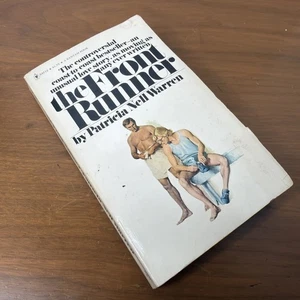 The controversial
coast to coast bestseller–an
unusual love story, as moving as
any ever written
the Front
Runner
by Patricia Nell Warren